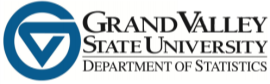 GRAND VALLEY
STATE UNIVERSITY
DEPARTMENT OF STATISTICS